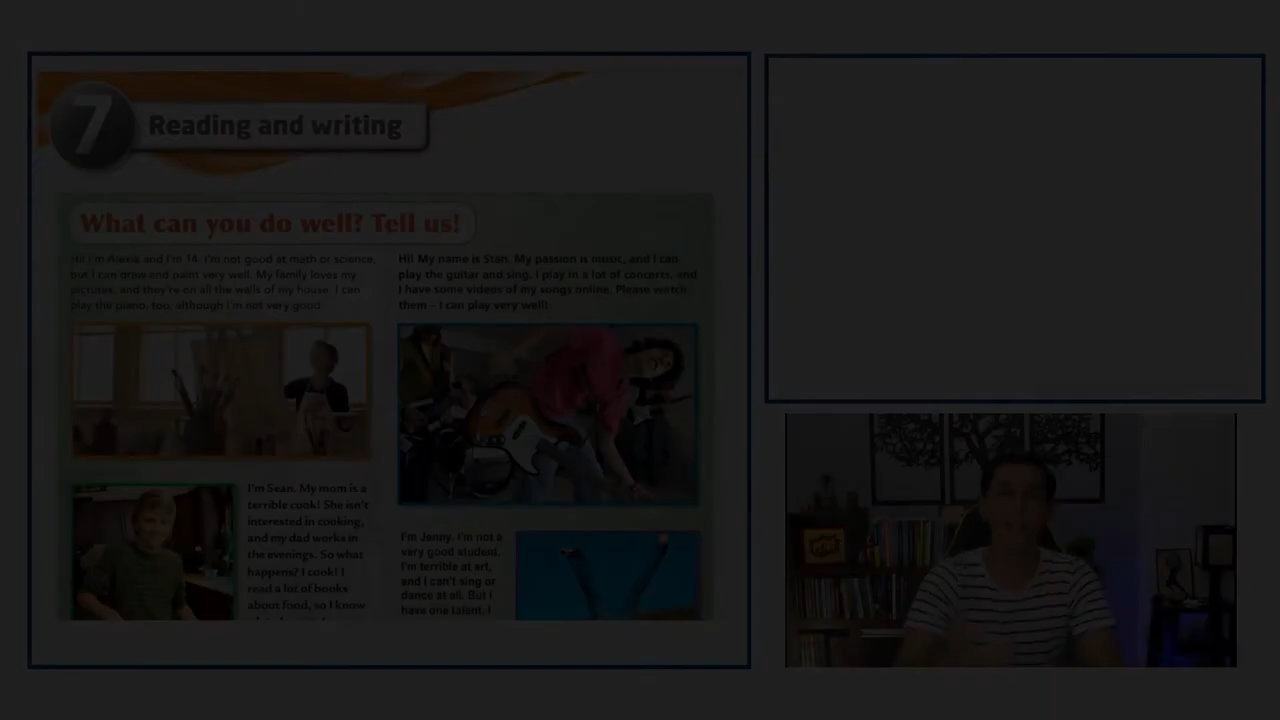 7
Reading and writing
What can you do well? Tell us!
Hi! I'm Alexia and I'm 14. I'm not good at math or science,
but I can draw and paint very well. My family loves my
pictures, and they're on all the walls of my house. I can
play the piano, too, although I'm not very good.
Hi! My name is Stan. My passion is music, and I can
play the guitar and sing. I play in a lot of concerts, and
I have some videos of my songs online. Please watch
them – I can play very well!
I'm Sean. My mom is a
terrible cook! She isn't
interested in cooking,
and my dad works in
the evenings. So what
happens? I cook! I
read a lot of books
about food, so I know
I'm Jenny. I'm not a
very good student.
I'm terrible at art,
and I can't sing or
dance at all. But I
have one talent. I